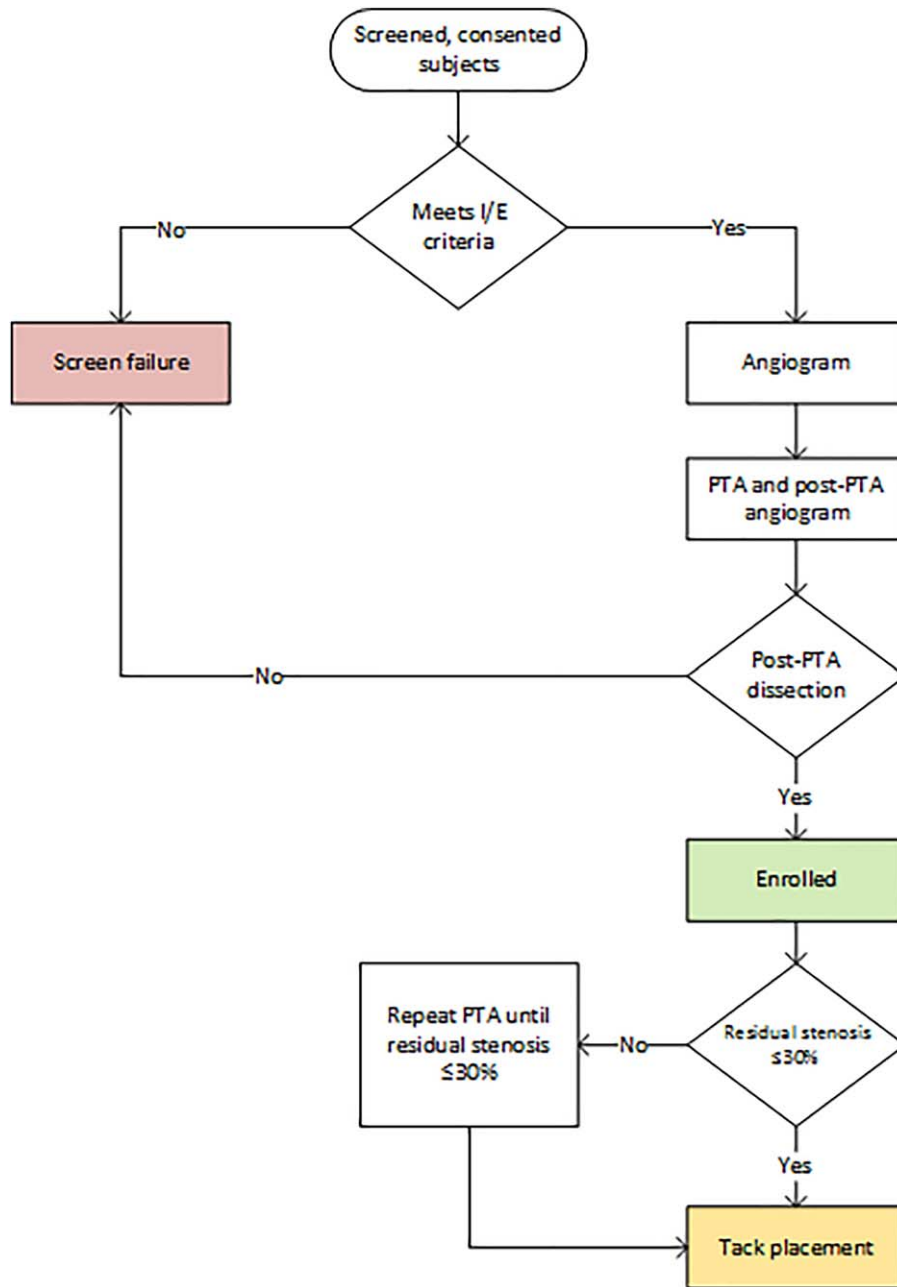 Screened, consented
subjects
Meets I/E
criteria
No
Yes
Screen failure
Angiogram
PTA and post-PTA
angiogram
Post-PTA
dissection
No
Yes
Enrolled
Repeat PTA until
residual stenosis
≤30%
No
Residual stenosis
≤30%
Yes
Tack placement